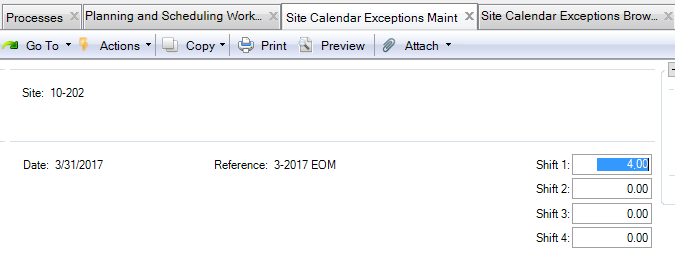 Processes Planning and Scheduling Work... Site Calendar Exceptions Maint Site Calendar Exceptions Brow...
Go To Actions Copy Print Preview Attach
Site: 10-202
Date: 3/31/2017 Reference: 3-2017 EOM Shift 1: 4.00
Shift 2: 0.00
Shift 3: 0.00
Shift 4: 0.00